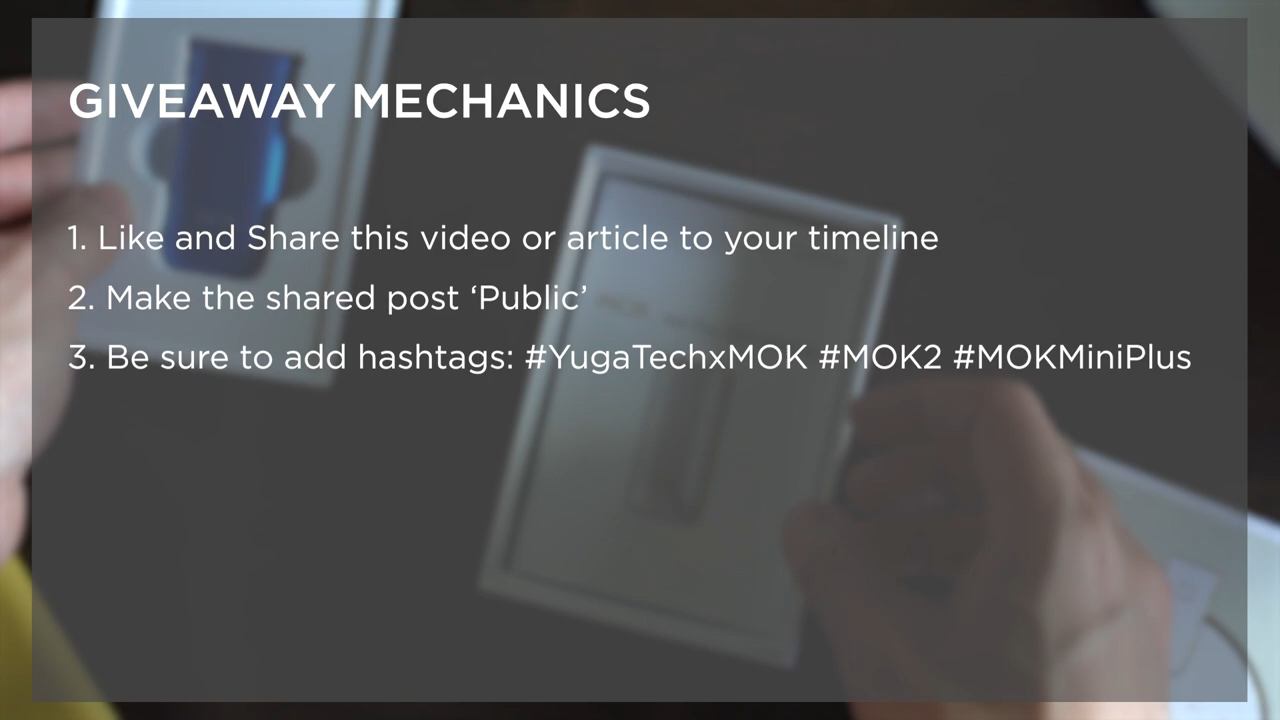 GIVEAWAY MECHANICS
1. Like and Share this video or article to your timeline
2. Make the shared post ‘Public’
3. Be sure to add hashtags: #YugaTechxMOK #MOK2 #MOKMiniPlus